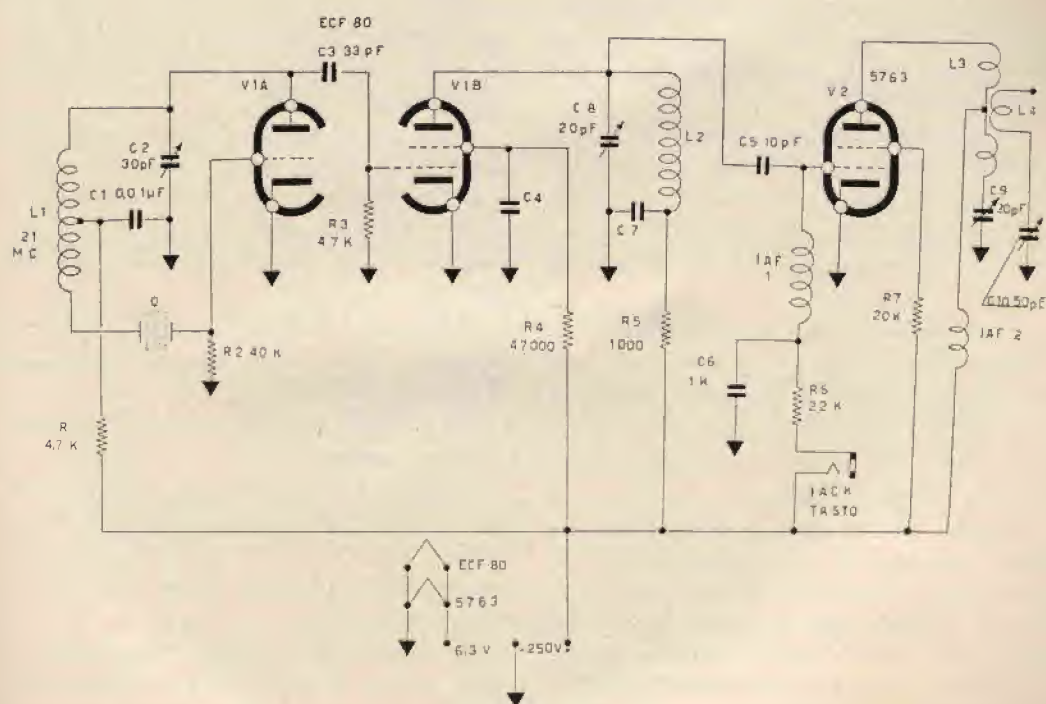 ECF 80
C3 33 pF
V1A
V1B
C2
30pF
C1 0,01µF
L1
21
MC
Q
R2 40 K
R
4.7 K
R3
47K
C4
R4
47000
C8
20pF
L2
C7
R5
1000
C5 10pF
V2
5763
IAF
1
C6
1K
R6
22K
JACK
TASTO
R7
20K
L3
L4
C9
20pF
C10 50pF
IAF 2
ECF 80
5763
6.3 V
-250V+